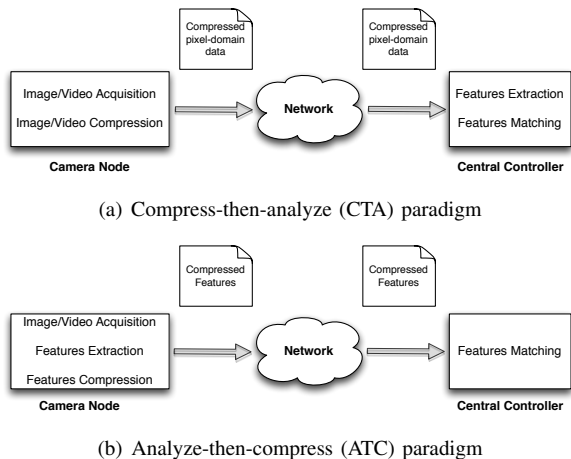 Compressed
pixel-domain
data
Compressed
pixel-domain
data
Image/Video Acquisition
Image/Video Compression
Network
Features Extraction
Features Matching
Camera Node
Central Controller
(a) Compress-then-analyze (CTA) paradigm
Compressed
Features
Compressed
Features
Image/Video Acquisition
Features Extraction
Features Compression
Network
Features Matching
Camera Node
Central Controller
(b) Analyze-then-compress (ATC) paradigm